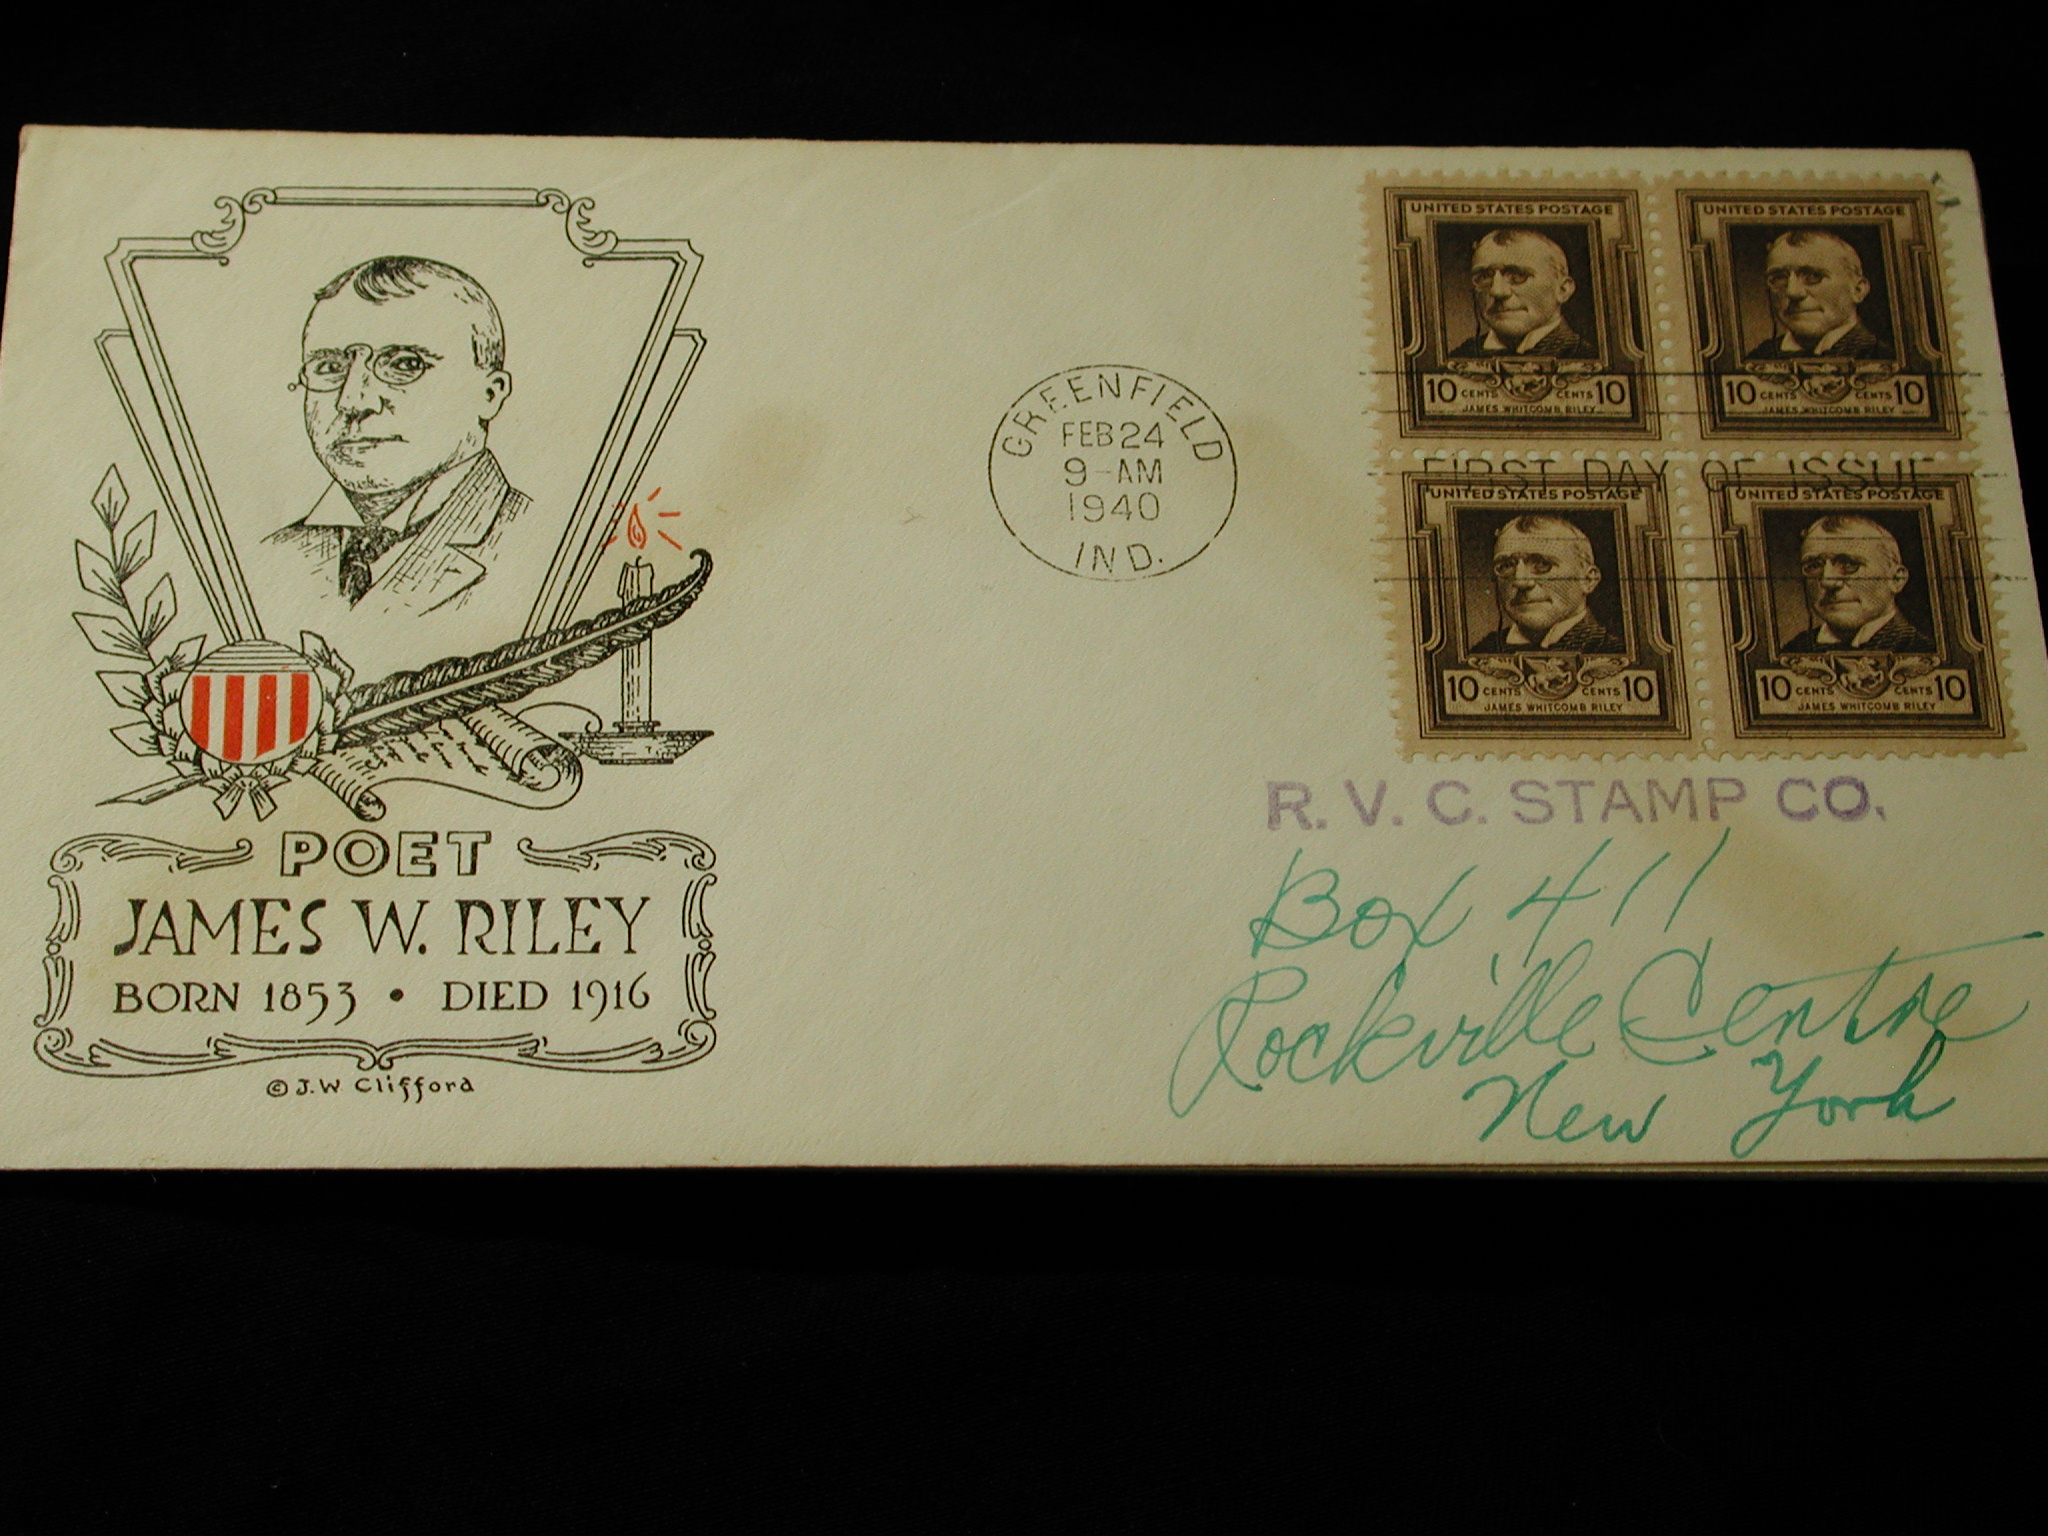 POET
JAMES W. RILEY
BORN 1853 • DIED 1916
© J.W Clifford
GREENFIELD
FEB 24
9-AM
1940
IND.
UNITED STATES POSTAGE
10 CENTS CENTS 10
JAMES WHITCOMB RILEY
UNITED STATES POSTAGE
10 CENTS CENTS 10
JAMES WHITCOMB RILEY
FIRST DAY OF ISSUE
UNITED STATES POSTAGE
10 CENTS CENTS 10
JAMES WHITCOMB RILEY
UNITED STATES POSTAGE
10 CENTS CENTS 10
JAMES WHITCOMB RILEY
R. V. C. STAMP CO.
Box 411
Rockville Centre
New York